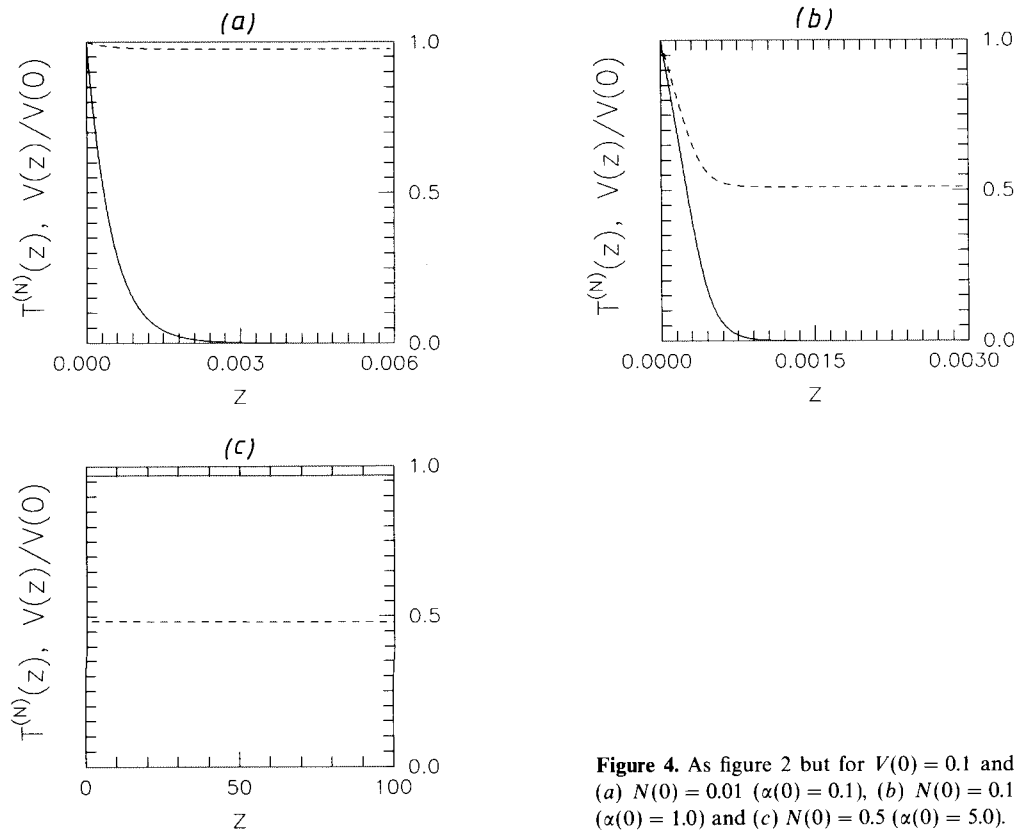 (a)
T(N)(z), V(z)/V(0)
1.0
0.5
0.0
0.000
0.003
0.006
Z
(b)
T(N)(z), V(z)/V(0)
1.0
0.5
0.0
0.0000
0.0015
0.0030
Z
(c)
T(N)(z), V(z)/V(0)
1.0
0.5
0.0
0
50
100
Z
Figure 4. As figure 2 but for V(0) = 0.1 and
(a) N(0) = 0.01 (α(0) = 0.1), (b) N(0) = 0.1
(α(0) = 1.0) and (c) N(0) = 0.5 (α(0) = 5.0).